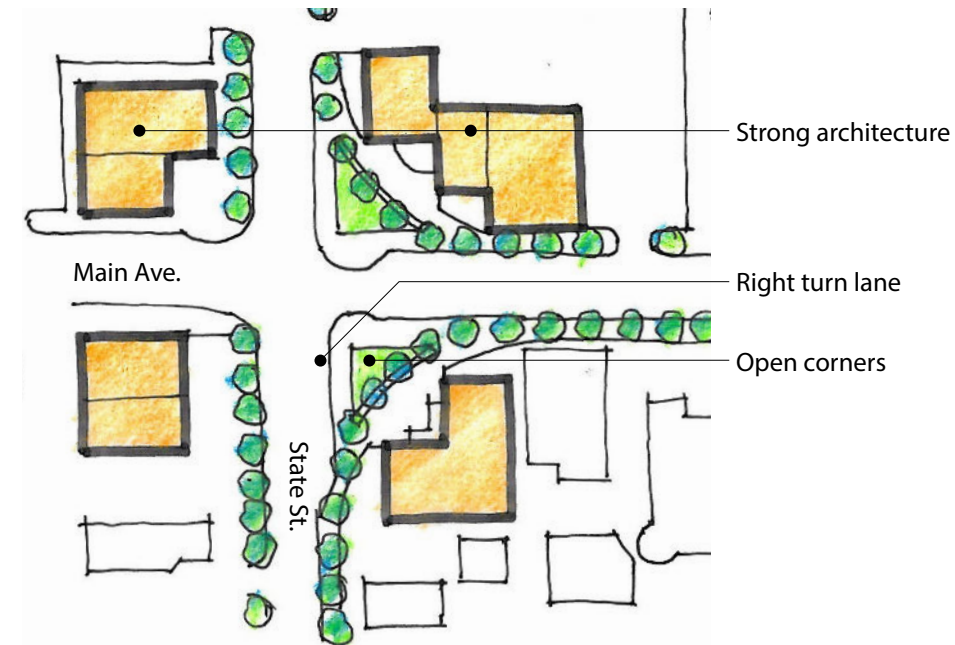 Strong architecture
Main Ave.
Right turn lane
Open corners
State St.